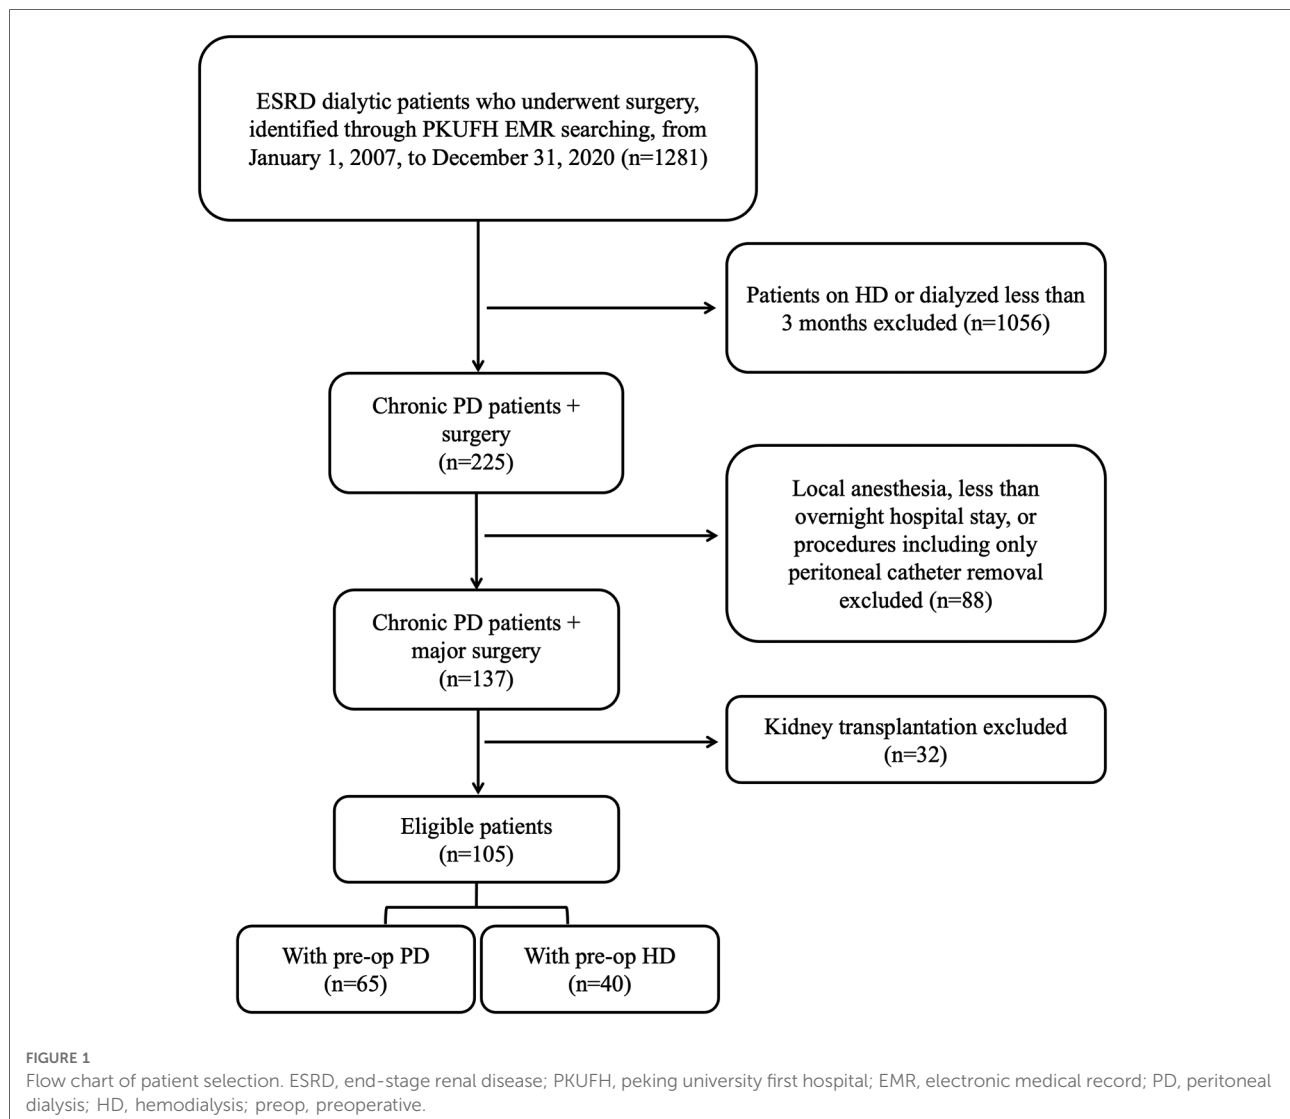 ESRD dialytic patients who underwent surgery,
identified through PKUFH EMR searching, from
January 1, 2007, to December 31, 2020 (n=1281)
Patients on HD or dialyzed less than
3 months excluded (n=1056)
Chronic PD patients +
surgery
(n=225)
Local anesthesia, less than
overnight hospital stay, or
procedures including only
peritoneal catheter removal
excluded (n=88)
Chronic PD patients +
major surgery
(n=137)
Kidney transplantation excluded
(n=32)
Eligible patients
(n=105)
With pre-op PD
(n=65)
With pre-op HD
(n=40)
FIGURE 1
Flow chart of patient selection. ESRD, end-stage renal disease; PKUFH, peking university first hospital; EMR, electronic medical record; PD, peritoneal
dialysis; HD, hemodialysis; preop, preoperative.